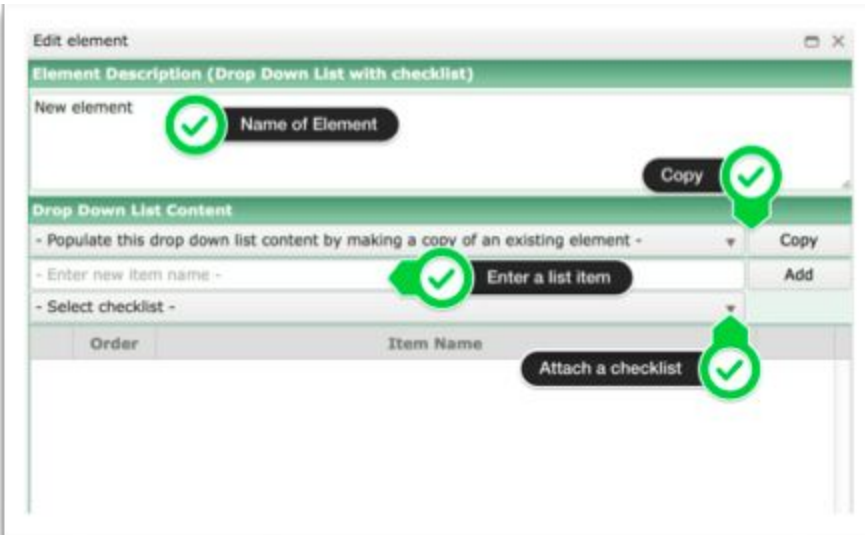 Edit element
Element Description (Drop Down List with checklist)
New element
Name of Element
Copy
Drop Down List Content
- Populate this drop down list content by making a copy of an existing element -
Copy
- Enter new item name -
Enter a list item
Add
- Select checklist -
Order
Item Name
Attach a checklist